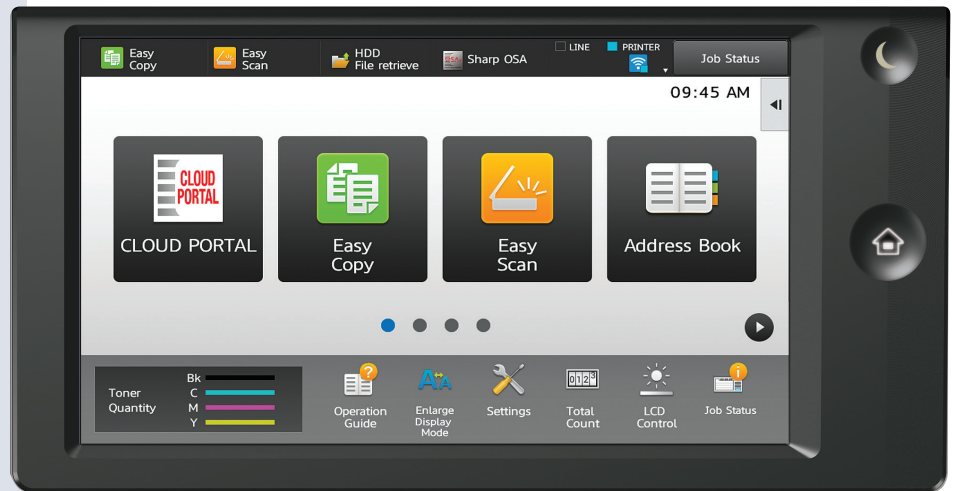 Easy
Copy
Easy
Scan
HDD
File retrieve
Sharp OSA
LINE
PRINTER
Job Status
09:45 AM
CLOUD
PORTAL
CLOUD PORTAL
Easy
Copy
Easy
Scan
Address Book
Toner
Quantity
Bk
C
M
Y
Operation
Guide
Enlarge
Display
Mode
Settings
Total
Count
LCD
Control
Job Status